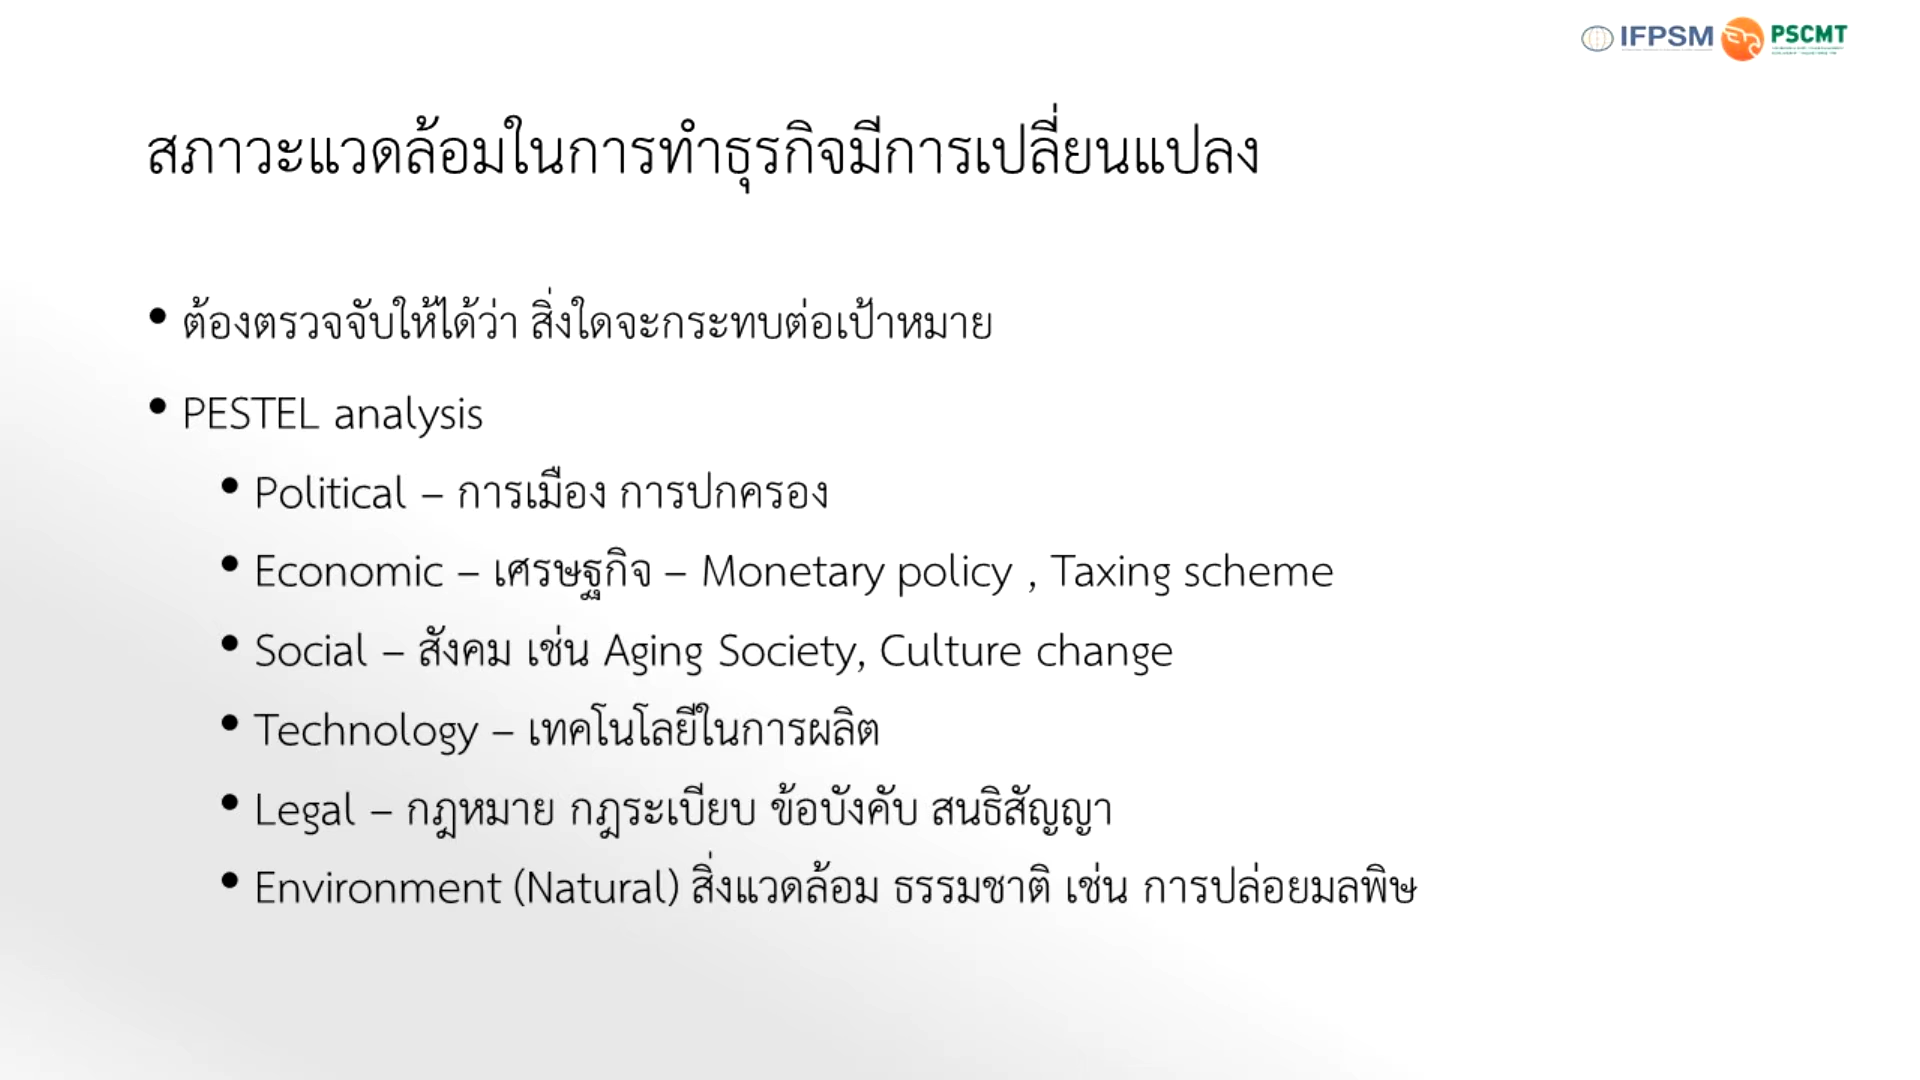 IFPSM PSCMT
สภาวะแวดล้อมในการทำธุรกิจมีการเปลี่ยนแปลง
• ต้องตรวจจับให้ได้ว่า สิ่งใดจะกระทบต่อเป้าหมาย
• PESTEL analysis
• Political – การเมือง การปกครอง
• Economic – เศรษฐกิจ – Monetary policy , Taxing scheme
• Social – สังคม เช่น Aging Society, Culture change
• Technology – เทคโนโลยีในการผลิต
• Legal – กฎหมาย กฎระเบียบ ข้อบังคับ สนธิสัญญา
• Environment (Natural) สิ่งแวดล้อม ธรรมชาติ เช่น การปล่อยมลพิษ